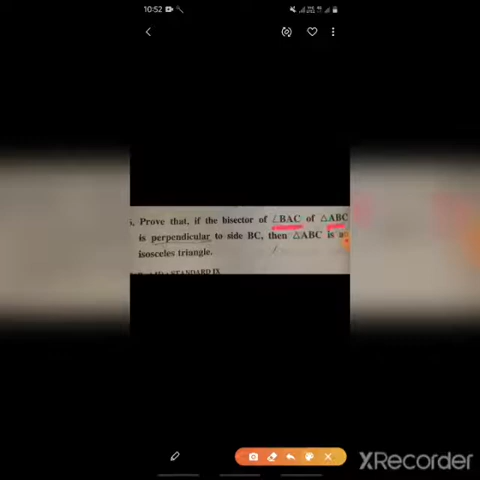 10:52
Prove that, if the bisector of ∠BAC of △ABC
is perpendicular to side BC, then △ABC is a
isosceles triangle.
STANDARD IX
XRecorder